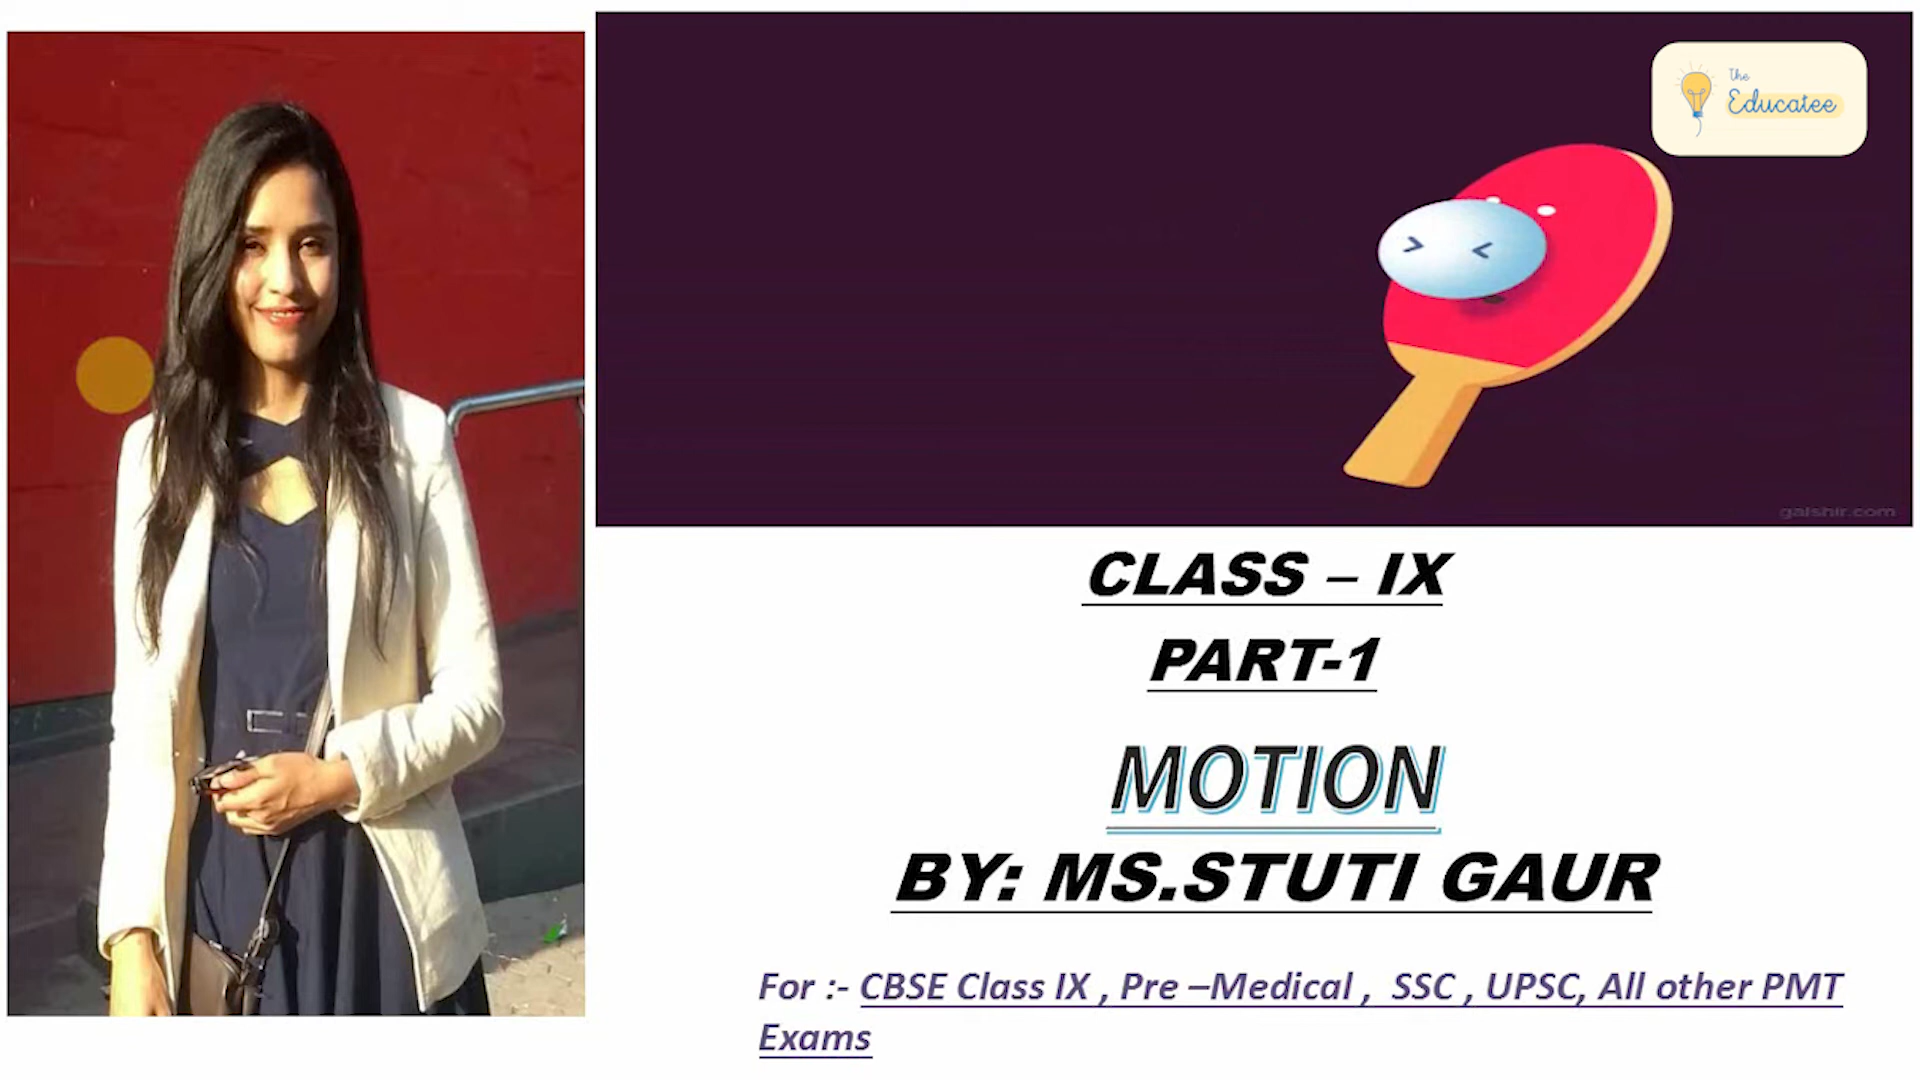 The
Educatee
galshir.com
CLASS – IX
PART-1
MOTION
BY: MS.STUTI GAUR
For :- CBSE Class IX , Pre –Medical , SSC , UPSC, All other PMT
Exams